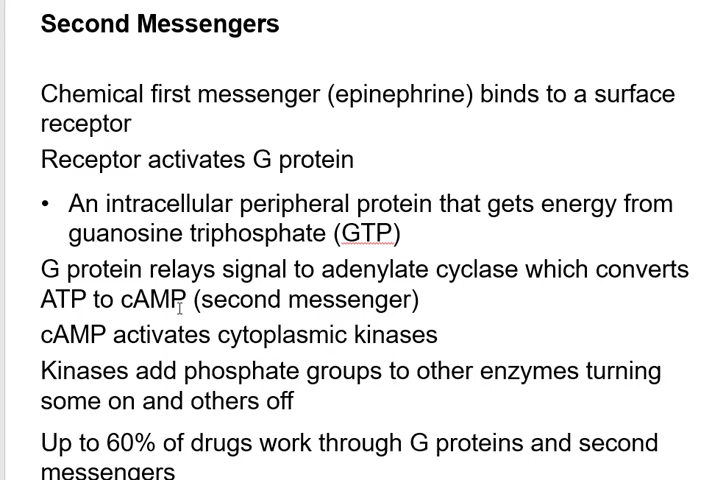 Second Messengers
Chemical first messenger (epinephrine) binds to a surface
receptor
Receptor activates G protein
• An intracellular peripheral protein that gets energy from
guanosine triphosphate (GTP)
G protein relays signal to adenylate cyclase which converts
ATP to cAMP (second messenger)
cAMP activates cytoplasmic kinases
Kinases add phosphate groups to other enzymes turning
some on and others off
Up to 60% of drugs work through G proteins and second
messengers